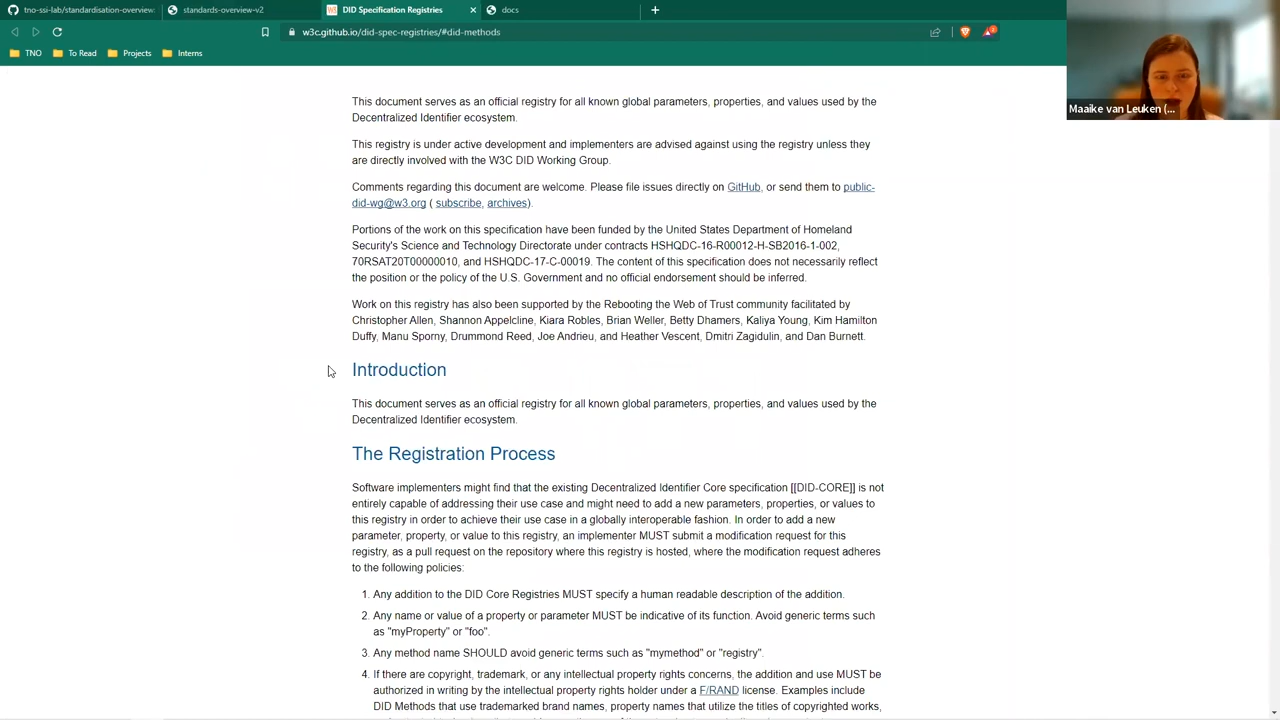 tno-ssi-lab/standardisation-overview:
standards-overview-v2
DID Specification Registries
docs
w3c.github.io/did-spec-registries/#did-methods
TNO
To Read
Projects
Interns
Maaike van Leuken (...
This document serves as an official registry for all known global parameters, properties, and values used by the
Decentralized Identifier ecosystem.
This registry is under active development and implementers are advised against using the registry unless they
are directly involved with the W3C DID Working Group.
Comments regarding this document are welcome. Please file issues directly on GitHub, or send them to public-
did-wg@w3.org ( subscribe, archives).
Portions of the work on this specification have been funded by the United States Department of Homeland
Security's Science and Technology Directorate under contracts HSHQDC-16-R00012-H-SB2016-1-002,
70RSAT20T00000010, and HSHQDC-17-C-00019. The content of this specification does not necessarily reflect
the position or the policy of the U.S. Government and no official endorsement should be inferred.
Work on this registry has also been supported by the Rebooting the Web of Trust community facilitated by
Christopher Allen, Shannon Appelcline, Kiara Robles, Brian Weller, Betty Dhamers, Kaliya Young, Kim Hamilton
Duffy, Manu Sporny, Drummond Reed, Joe Andrieu, and Heather Vescent, Dmitri Zagidulin, and Dan Burnett.
Introduction
This document serves as an official registry for all known global parameters, properties, and values used by the
Decentralized Identifier ecosystem.
The Registration Process
Software implementers might find that the existing Decentralized Identifier Core specification [[DID-CORE]] is not
entirely capable of addressing their use case and might need to add a new parameters, properties, or values to
this registry in order to achieve their use case in a globally interoperable fashion. In order to add a new
parameter, property, or value to this registry, an implementer MUST submit a modification request for this
registry, as a pull request on the repository where this registry is hosted, where the modification request adheres
to the following policies:
1. Any addition to the DID Core Registries MUST specify a human readable description of the addition.
2. Any name or value of a property or parameter MUST be indicative of its function. Avoid generic terms such
as "myProperty" or "foo".
3. Any method name SHOULD avoid generic terms such as "mymethod" or "registry".
4. If there are copyright, trademark, or any intellectual property rights concerns, the addition and use MUST be
authorized in writing by the intellectual property rights holder under a F/RAND license. Examples include
DID Methods that use trademarked brand names, property names that utilize the titles of copyrighted works,